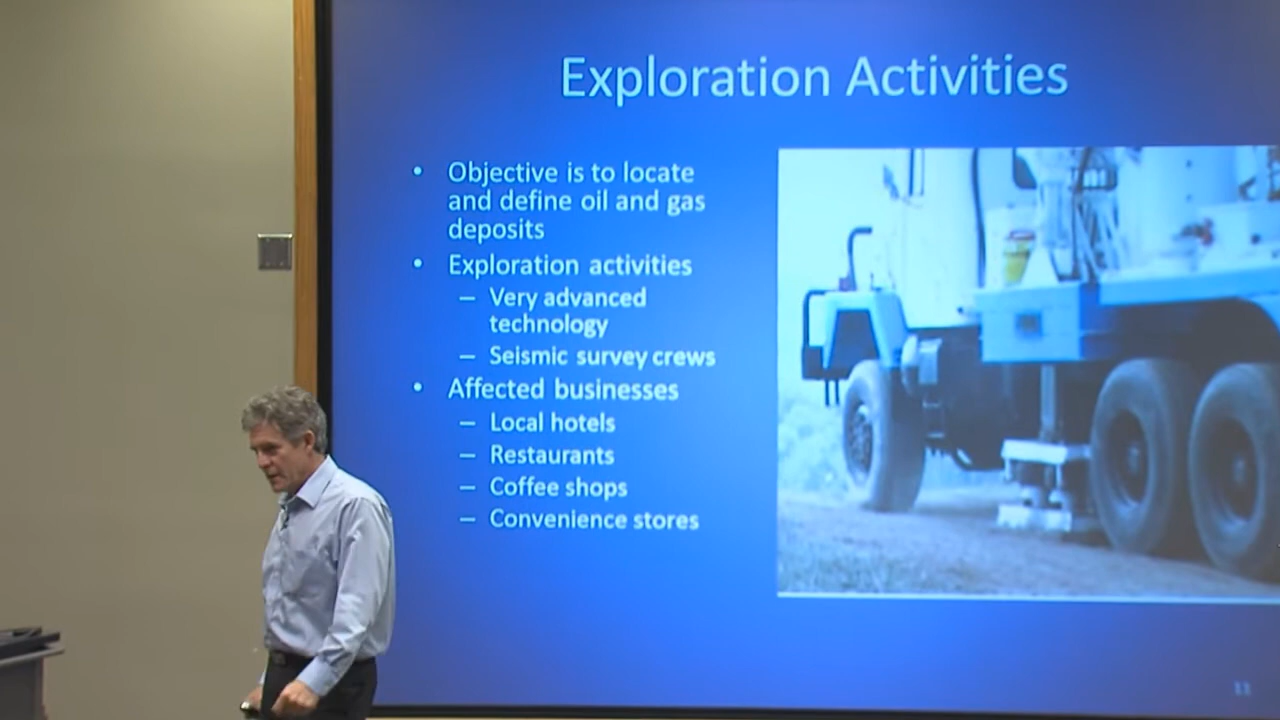 Exploration Activities
• Objective is to locate
and define oil and gas
deposits
• Exploration activities
– Very advanced
technology
– Seismic survey crews
• Affected businesses
– Local hotels
– Restaurants
– Coffee shops
– Convenience stores
11